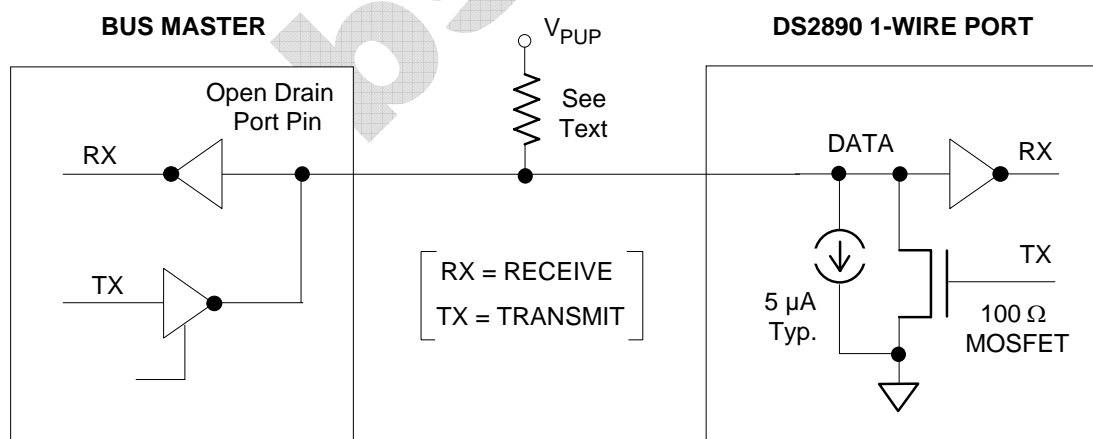 BUS MASTER
DS2890 1-WIRE PORT
VPUP
Open Drain
Port Pin
See
Text
RX
DATA
RX
TX
RX = RECEIVE
TX = TRANSMIT
TX
5 µA
Typ.
100 Ω
MOSFET